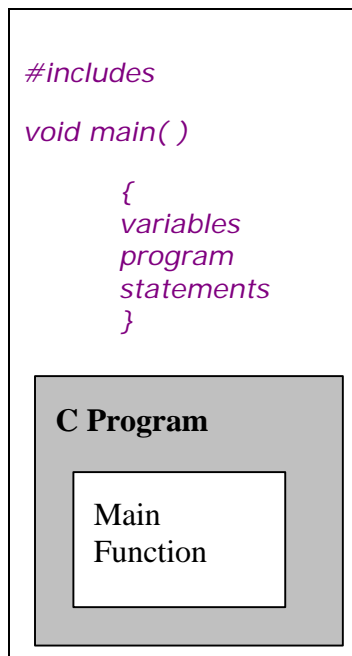 #includes
void main( )
{
variables
program
statements
}
C Program
Main
Function